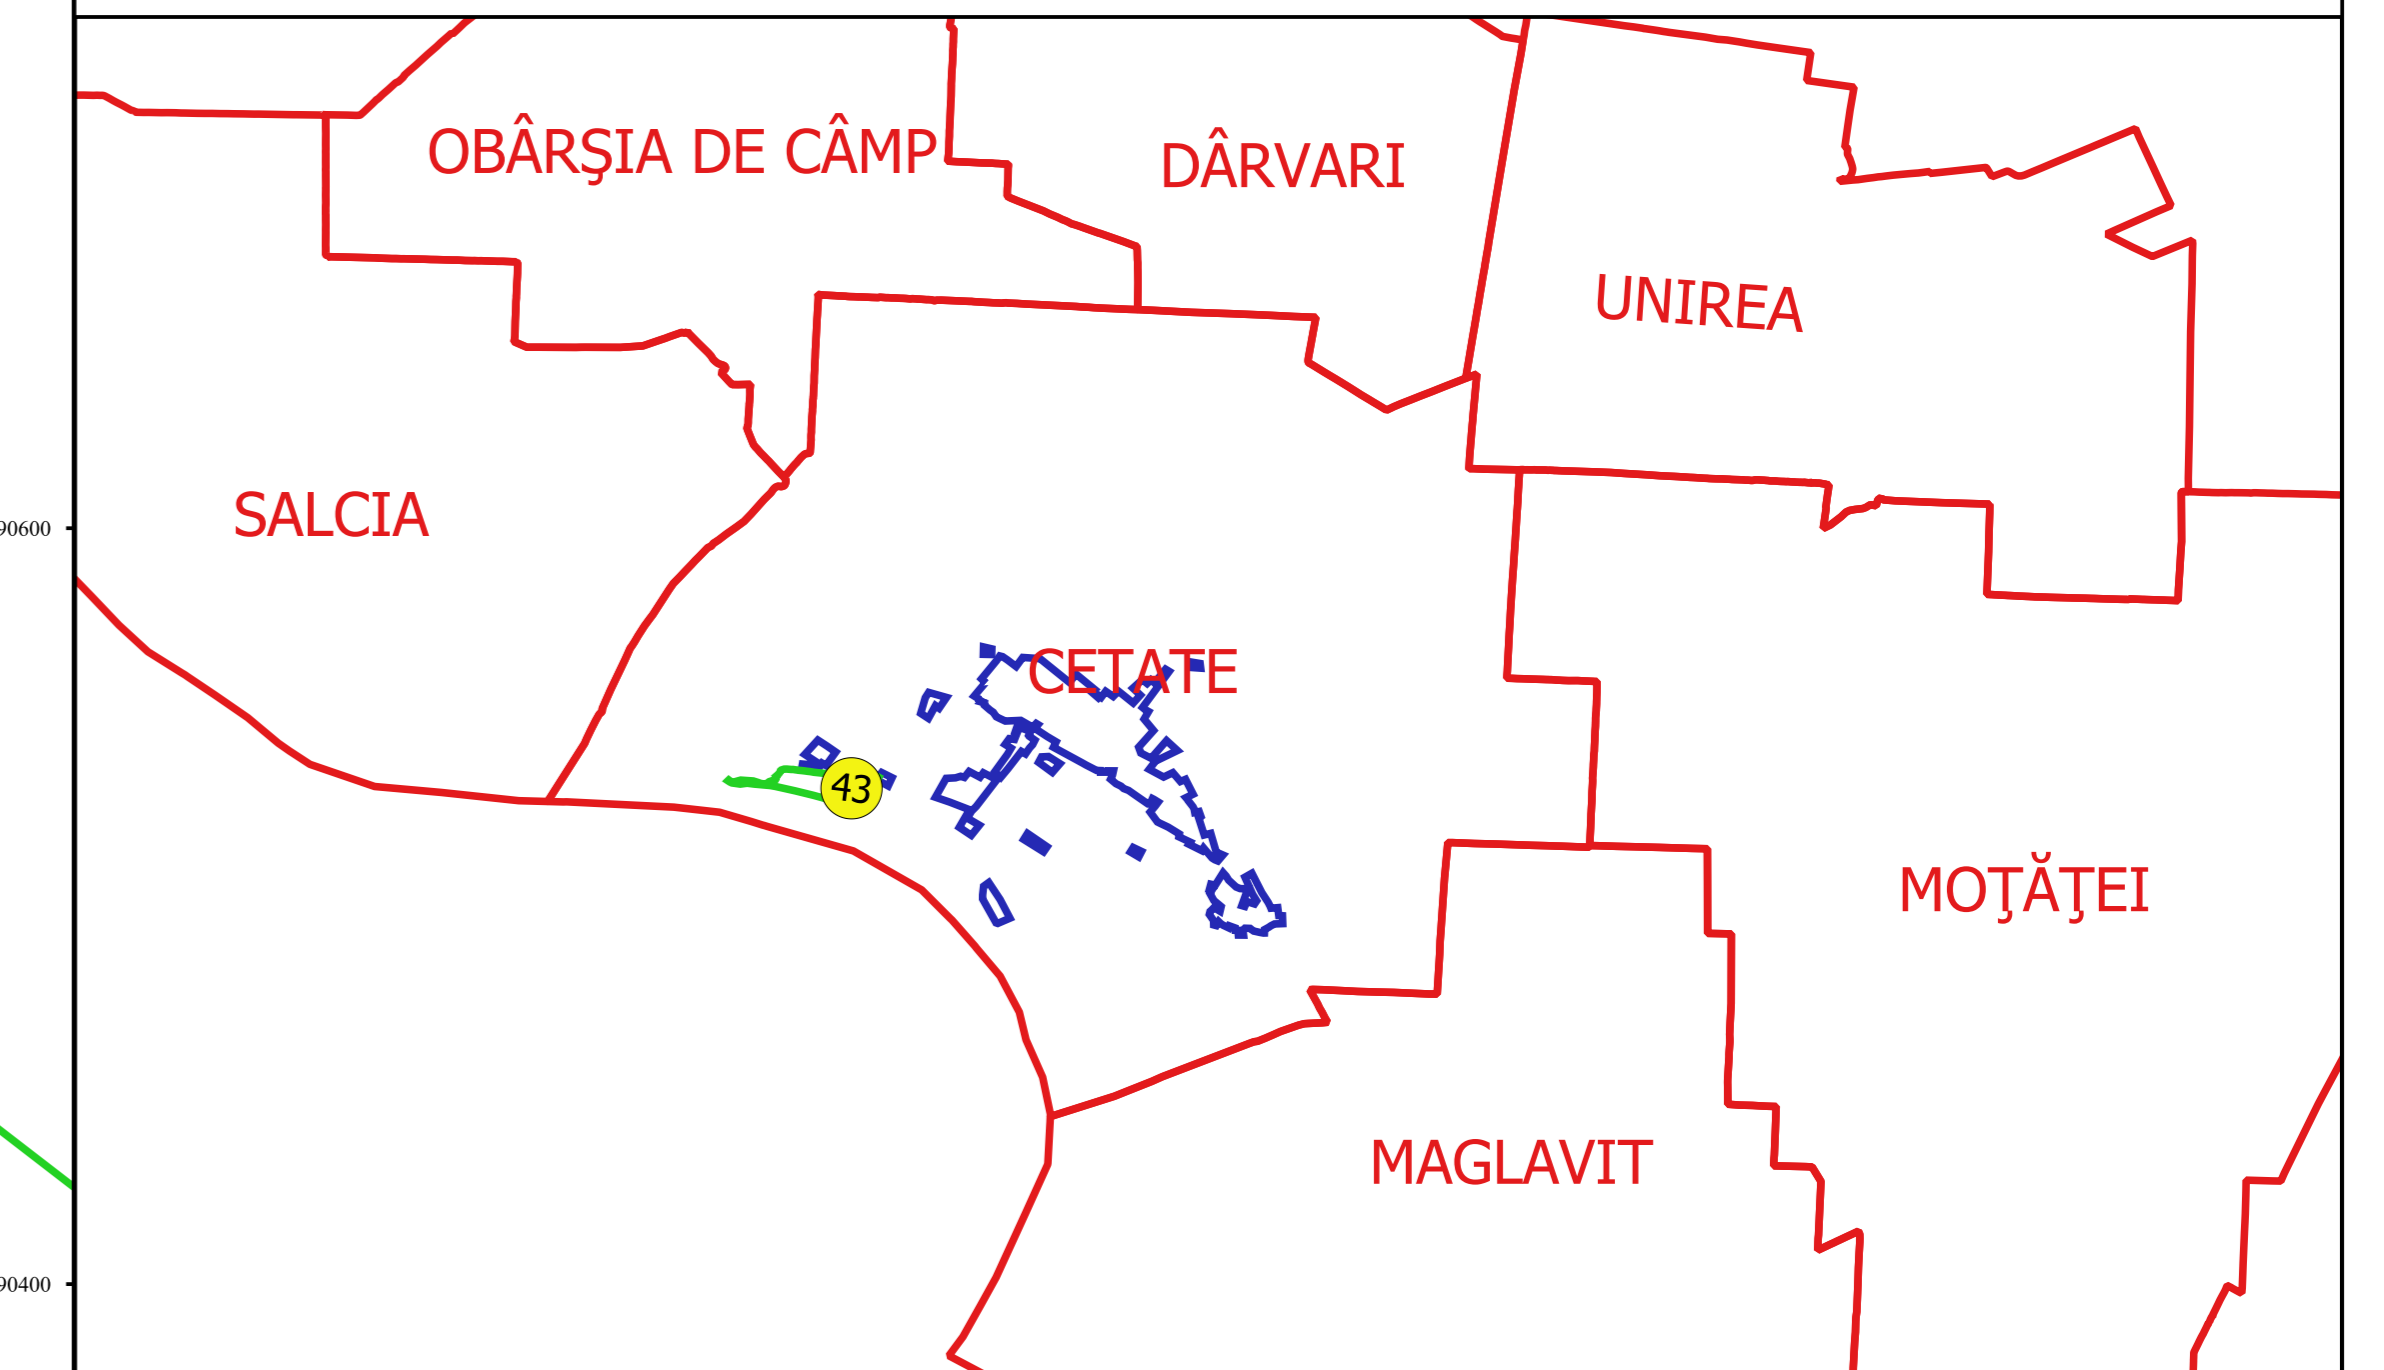 OBÂRŞIA DE CÂMP
DÂRVARI
UNIREA
SALCIA
90600
CETATE
43
MOŢĂŢEI
MAGLAVIT
90400